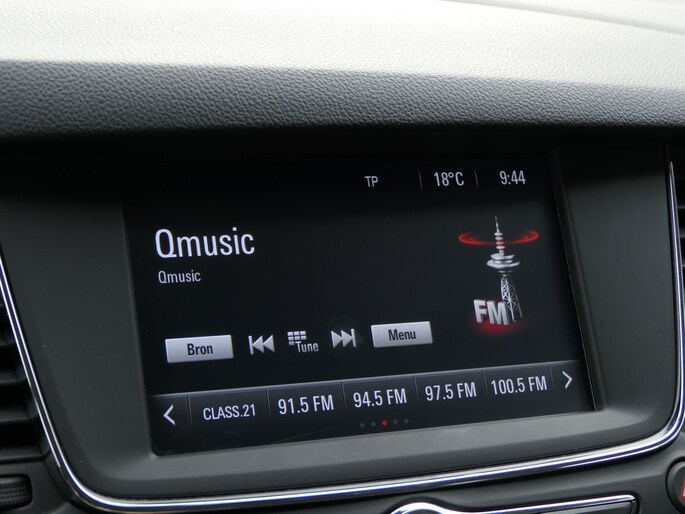 TP 18°C 9:44
Qmusic
Qmusic
FM
Bron Tune Menu
CLASS.21 91.5 FM 94.5 FM 97.5 FM 100.5 FM